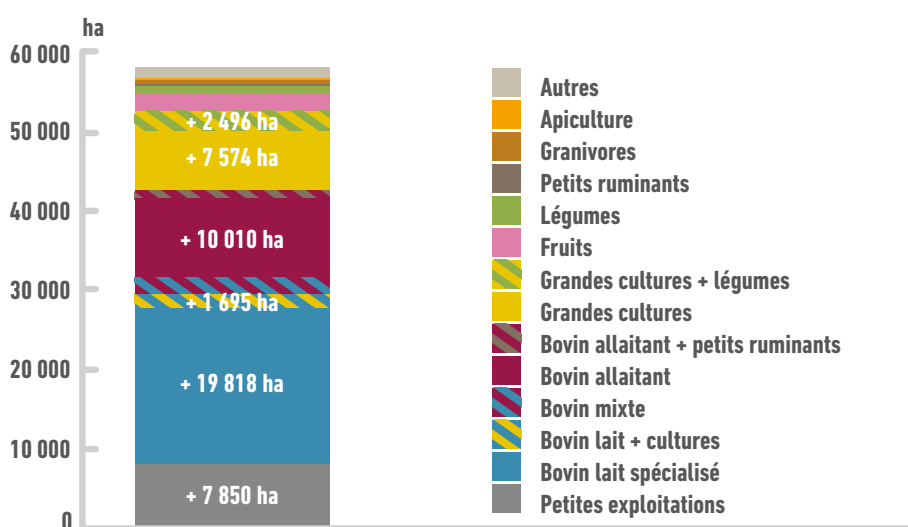 ha
60 000
50 000
40 000
30 000
20 000
10 000
0
+ 2 496 ha
+ 7 574 ha
+ 10 010 ha
+ 1 695 ha
+ 19 818 ha
+ 7 850 ha
Autres
Apiculture
Granivores
Petits ruminants
Légumes
Fruits
Grandes cultures + légumes
Grandes cultures
Bovin allaitant + petits ruminants
Bovin allaitant
Bovin mixte
Bovin lait + cultures
Bovin lait spécialisé
Petites exploitations